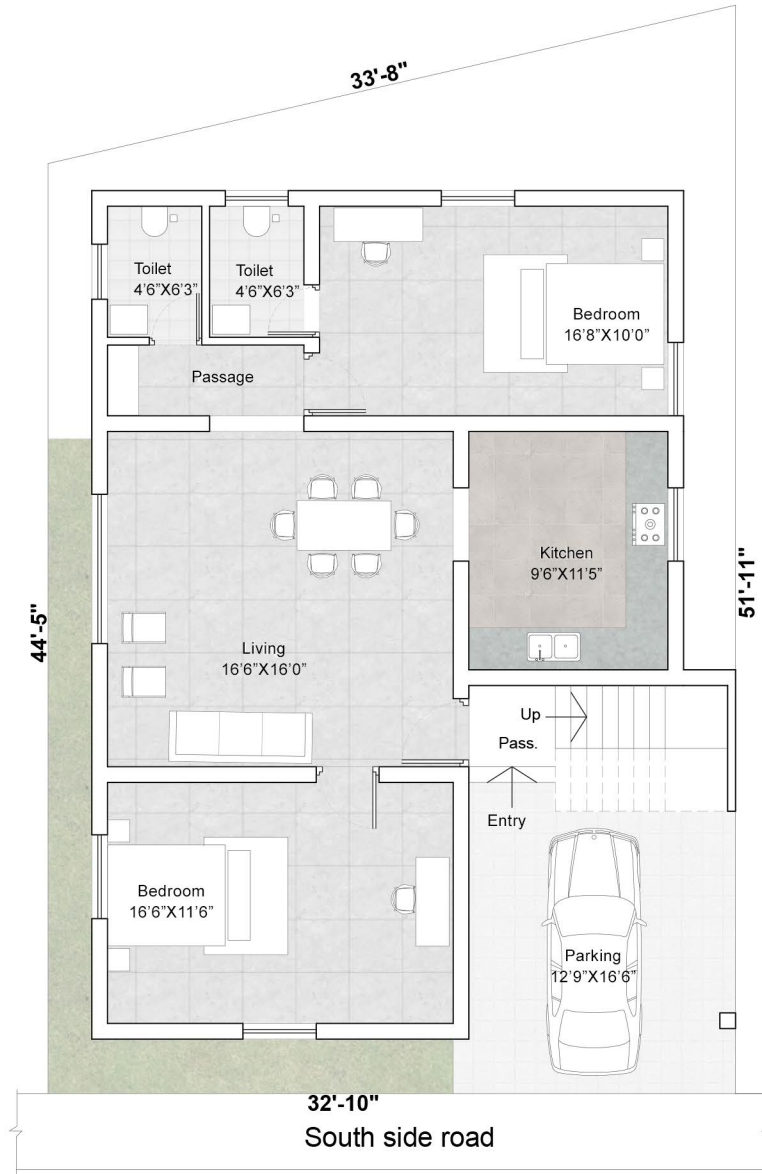 33'-8"
Toilet
4'6"X6'3"
Toilet
4'6"X6'3"
Bedroom
16'8"X10'0"
Passage
Kitchen
9'6"X11'5"
51'-11"
44'-5"
Living
16'6"X16'0"
Up
Pass.
Entry
Bedroom
16'6"X11'6"
Parking
12'9"X16'6"
32'-10"
South side road